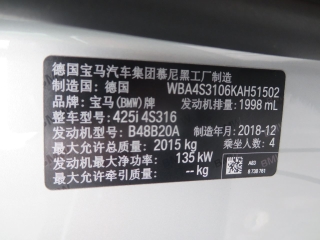 德国宝马汽车集团慕尼黑工厂制造
制造国：德国 WBA4S3106KAH51502
品牌：宝马(BMW)牌 发动机排量：1998 mL
型号：425i 4S316
发动机型号：B48B20A 制造年月：2018-12
最大允许总质量：2015 kg 乘坐人数：4
发动机最大净功率：135 kW
最大允许牵引质量：-- kg
A83